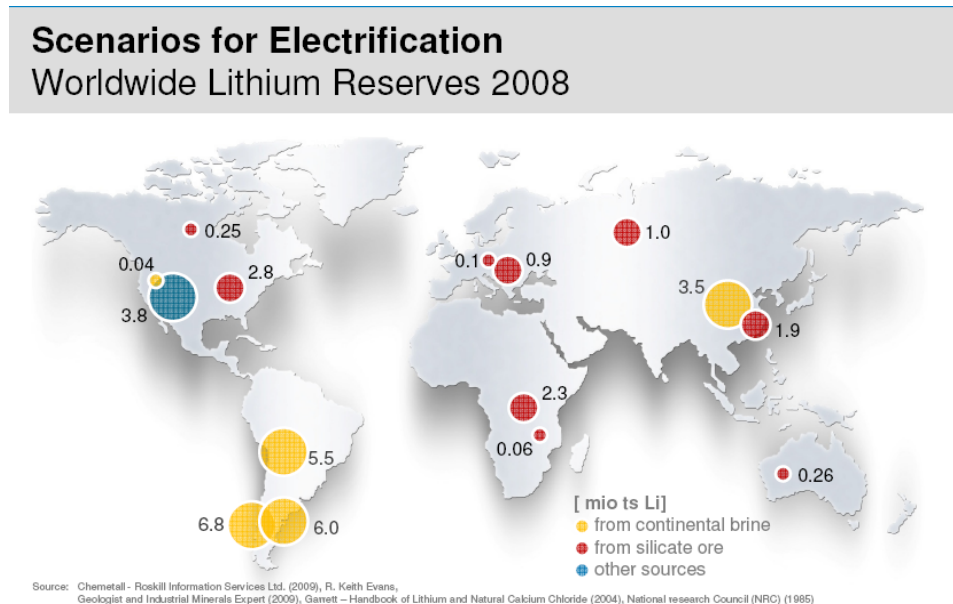 Scenarios for Electrification
Worldwide Lithium Reserves 2008
0.25
0.04
2.8
3.8
0.1
0.9
1.0
3.5
1.9
2.3
0.06
0.26
5.5
6.8
6.0
[ mio ts Li]
from continental brine
from silicate ore
other sources
Source: Chemetall - Roskill Information Services Ltd. (2009), R. Keith Evans,
Geologist and Industrial Minerals Expert (2009), Garrett – Handbook of Lithium and Natural Calcium Chloride (2004), National research Council (NRC) (1985)